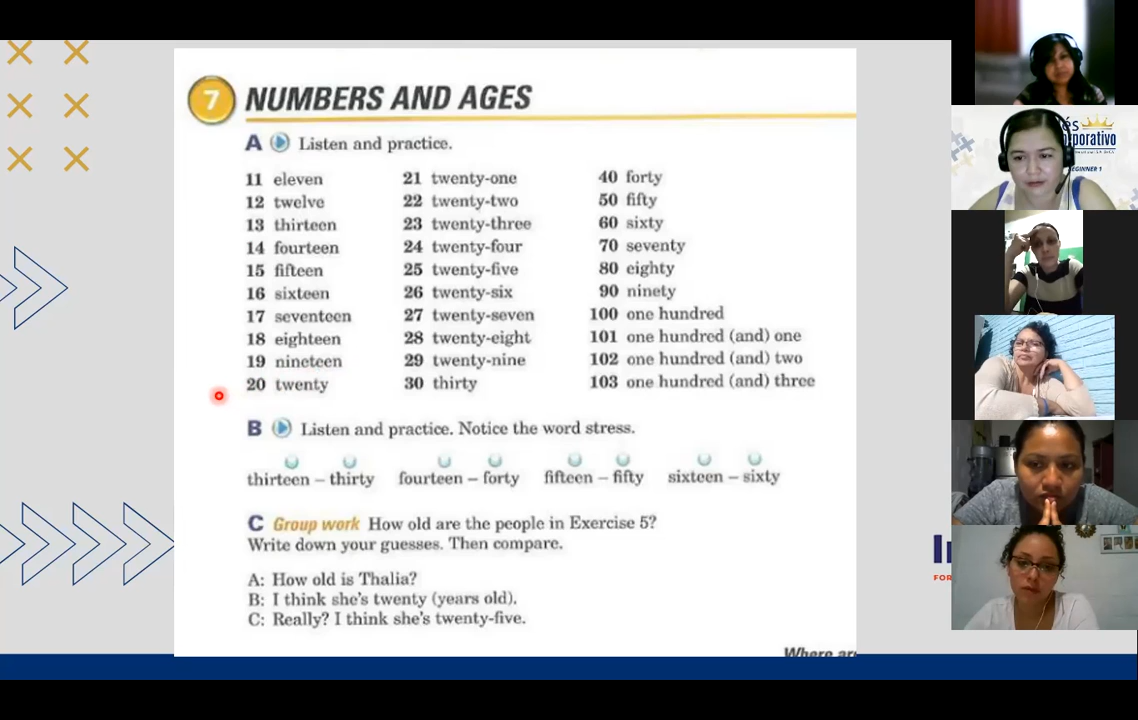 7 NUMBERS AND AGES
A Listen and practice.
11 eleven 21 twenty-one 40 forty
12 twelve 22 twenty-two 50 fifty
13 thirteen 23 twenty-three 60 sixty
14 fourteen 24 twenty-four 70 seventy
15 fifteen 25 twenty-five 80 eighty
16 sixteen 26 twenty-six 90 ninety
17 seventeen 27 twenty-seven 100 one hundred
18 eighteen 28 twenty-eight 101 one hundred (and) one
19 nineteen 29 twenty-nine 102 one hundred (and) two
20 twenty 30 thirty 103 one hundred (and) three
B Listen and practice. Notice the word stress.
thirteen – thirty fourteen – forty fifteen – fifty sixteen – sixty
C Group work How old are the people in Exercise 5?
Write down your guesses. Then compare.
A: How old is Thalia?
B: I think she's twenty (years old).
C: Really? I think she's twenty-five.
Where ar
és
rporativo
EGINNER 1
FOR